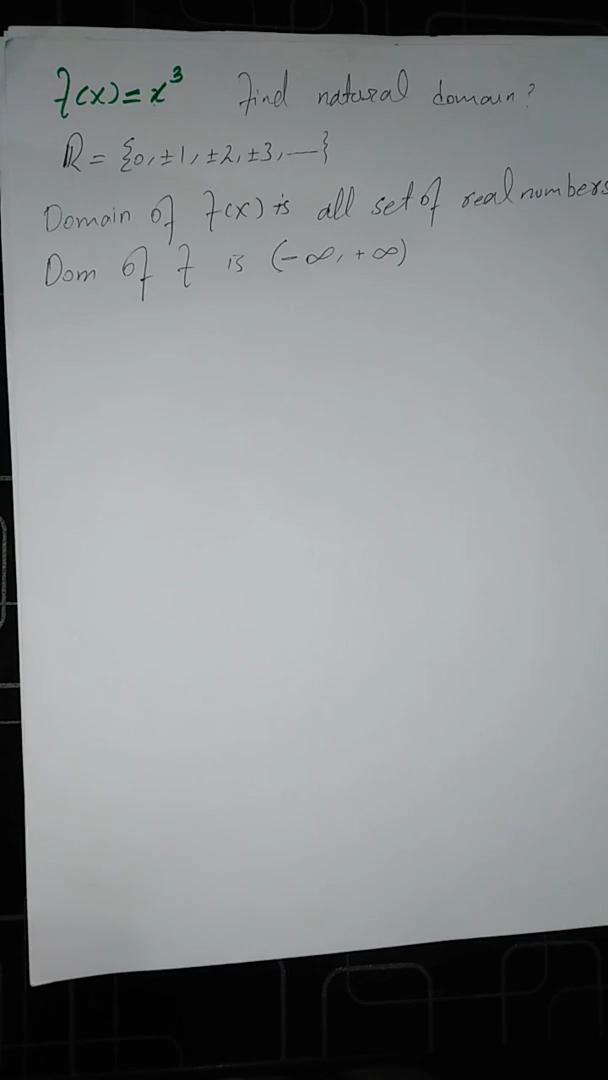 f(x)=x³ Find natural domain?
R = {0, ±1, ±2, ±3, —}
Domain of f(x) is all set of real numbers
Dom of f is (-∞, +∞)